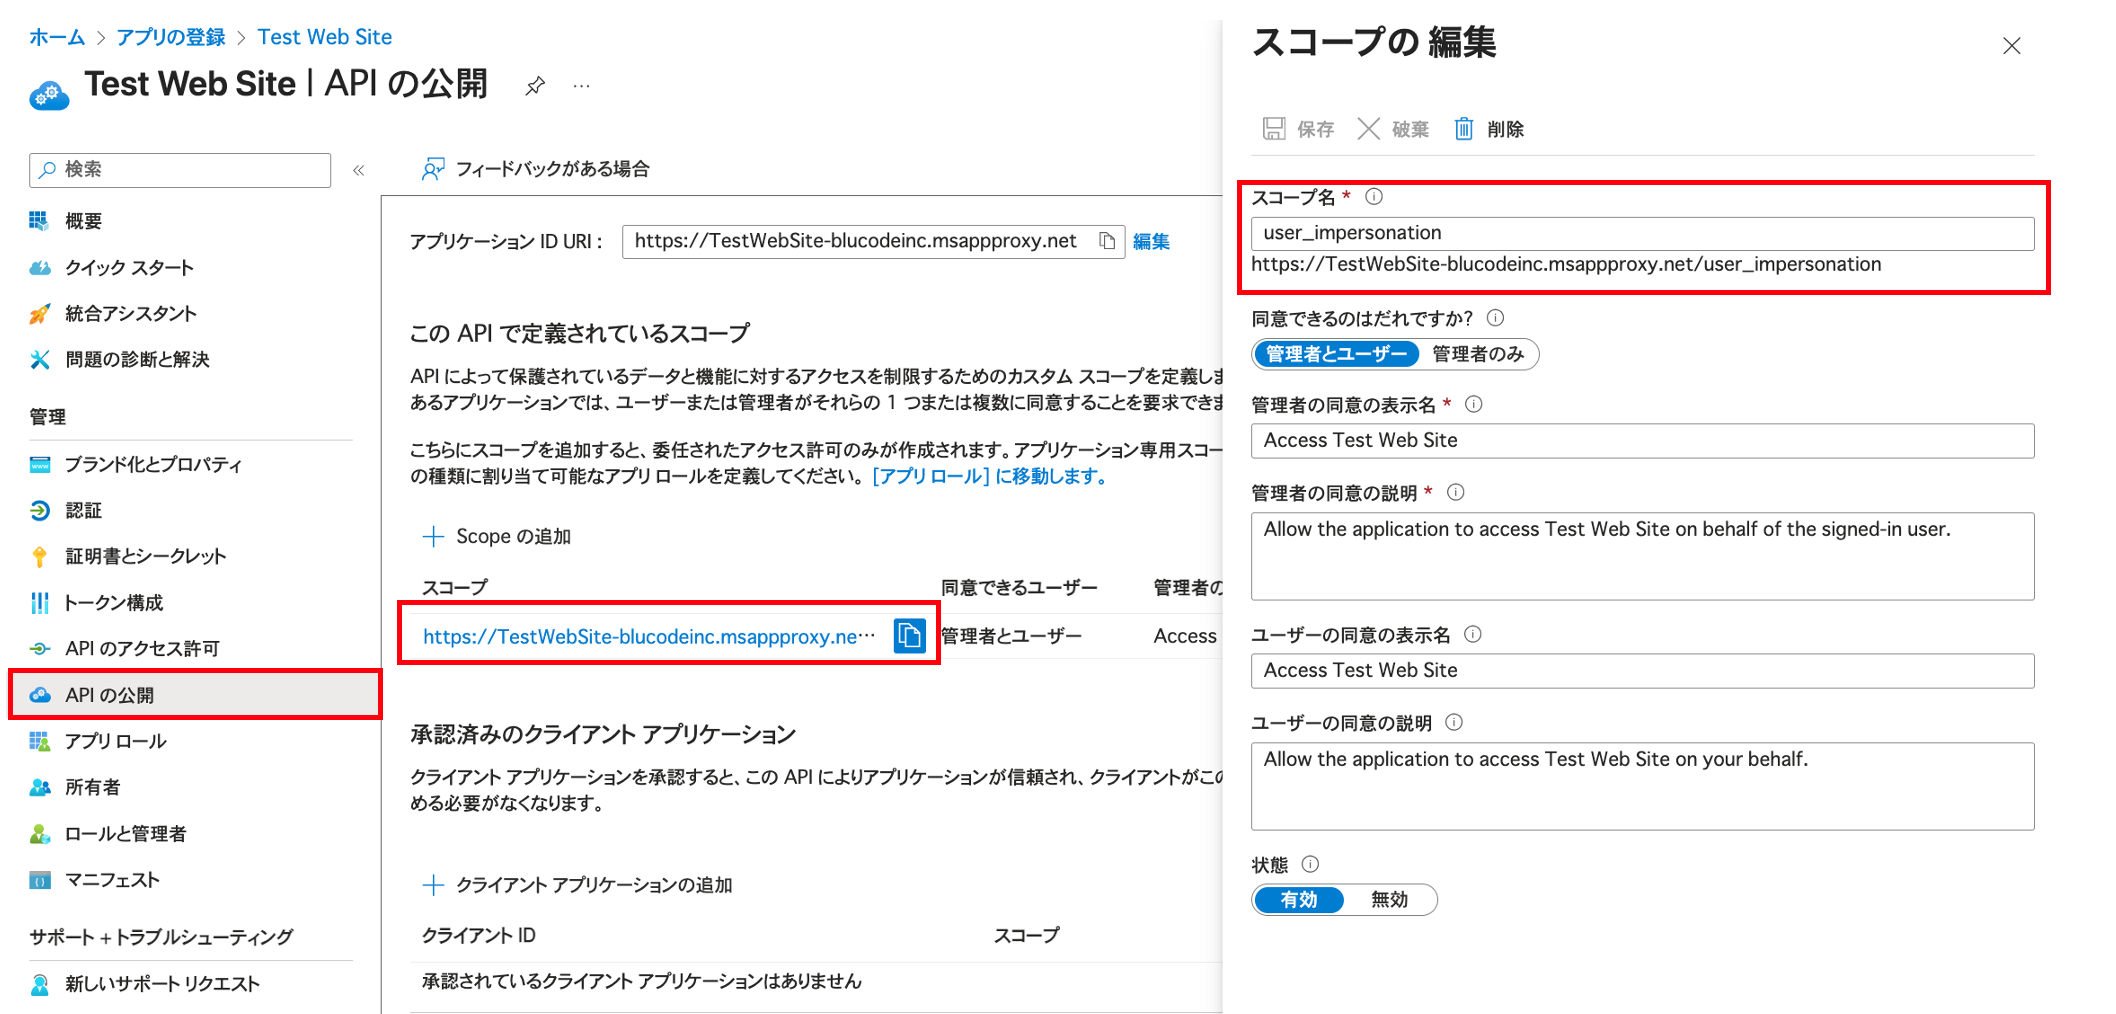 ホーム > アプリの登録 > Test Web Site
Test Web Site | API の公開
検索
概要
クイック スタート
統合アシスタント
問題の診断と解決
管理
ブランド化とプロパティ
認証
証明書とシークレット
トークン構成
API のアクセス許可
API の公開
アプリ ロール
所有者
ロールと管理者
マニフェスト
サポート + トラブルシューティング
新しいサポート リクエスト
フィードバックがある場合
アプリケーション ID URI : https://TestWebSite-blucodeinc.msappproxy.net 編集
この API で定義されているスコープ
API によって保護されているデータと機能に対するアクセスを制限するためのカスタム スコープを定義しま
あるアプリケーションでは、ユーザーまたは管理者がそれらの 1 つまたは複数に同意することを要求できま
こちらにスコープを追加すると、委任されたアクセス許可のみが作成されます。アプリケーション専用スコー
の種類に割り当て可能なアプリ ロールを定義してください。[アプリ ロール] に移動します。
Scope の追加
スコープ 同意できるユーザー 管理者の
https://TestWebSite-blucodeinc.msappproxy.ne… 管理者とユーザー Access
承認済みのクライアント アプリケーション
クライアント アプリケーションを承認すると、この API によりアプリケーションが信頼され、クライアントがこの
める必要がなくなります。
クライアント アプリケーションの追加
クライアント ID スコープ
承認されているクライアント アプリケーションはありません
スコープの 編集
保存 破棄 削除
スコープ名 *
user_impersonation
https://TestWebSite-blucodeinc.msappproxy.net/user_impersonation
同意できるのはだれですか?
管理者とユーザー 管理者のみ
管理者の同意の表示名 *
Access Test Web Site
管理者の同意の説明 *
Allow the application to access Test Web Site on behalf of the signed-in user.
ユーザーの同意の表示名
Access Test Web Site
ユーザーの同意の説明
Allow the application to access Test Web Site on your behalf.
状態
有効 無効